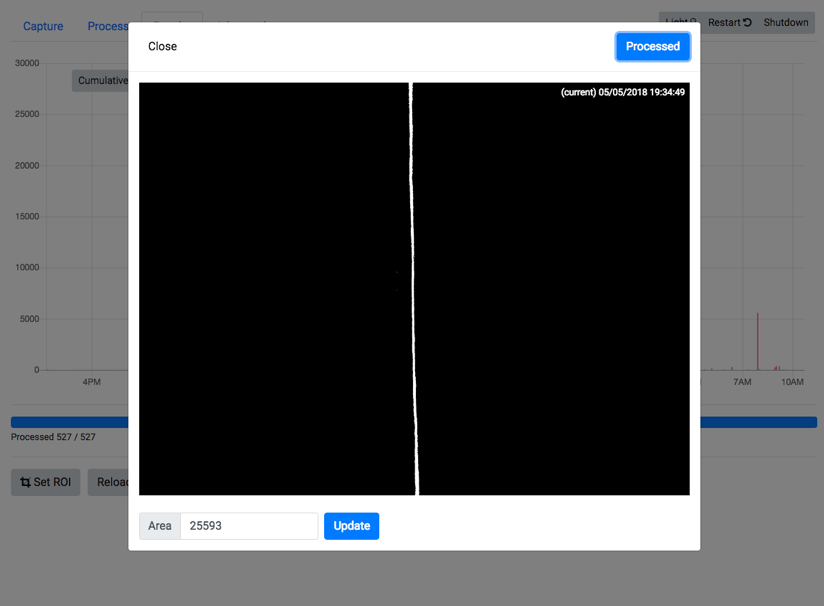 Capture
Process
Light
Restart
Shutdown
Close
Processed
30000
Cumulative
(current) 05/05/2018 19:34:49
25000
20000
15000
10000
5000
0
4PM
7AM
10AM
Processed 527 / 527
Set ROI
Reload
Area
25593
Update